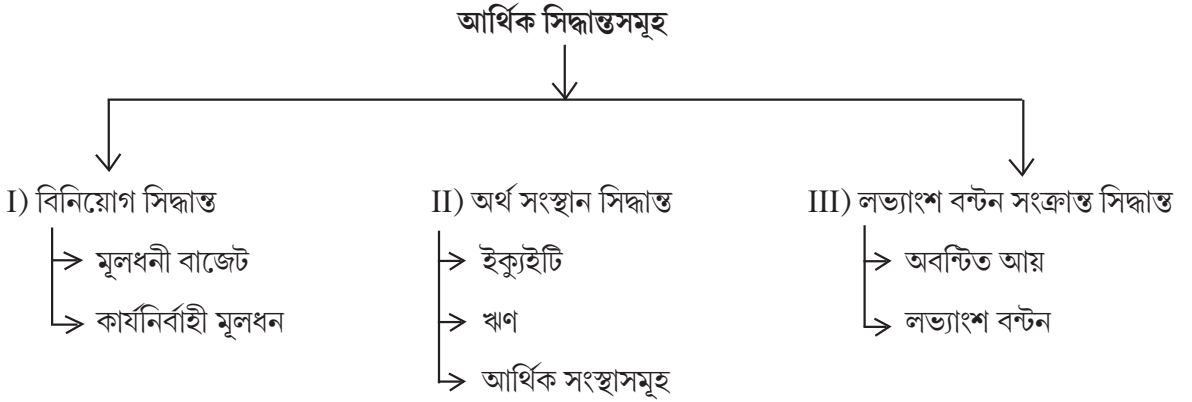 আর্থিক সিদ্ধান্তসমূহ
I) বিনিয়োগ সিদ্ধান্ত
মূলধনী বাজেট
কার্যনির্বাহী মূলধন
II) অর্থ সংস্থান সিদ্ধান্ত
ইক্যুইটি
ঋণ
আর্থিক সংস্থাসমূহ
III) লভ্যাংশ বন্টন সংক্রান্ত সিদ্ধান্ত
অবন্টিত আয়
লভ্যাংশ বন্টন